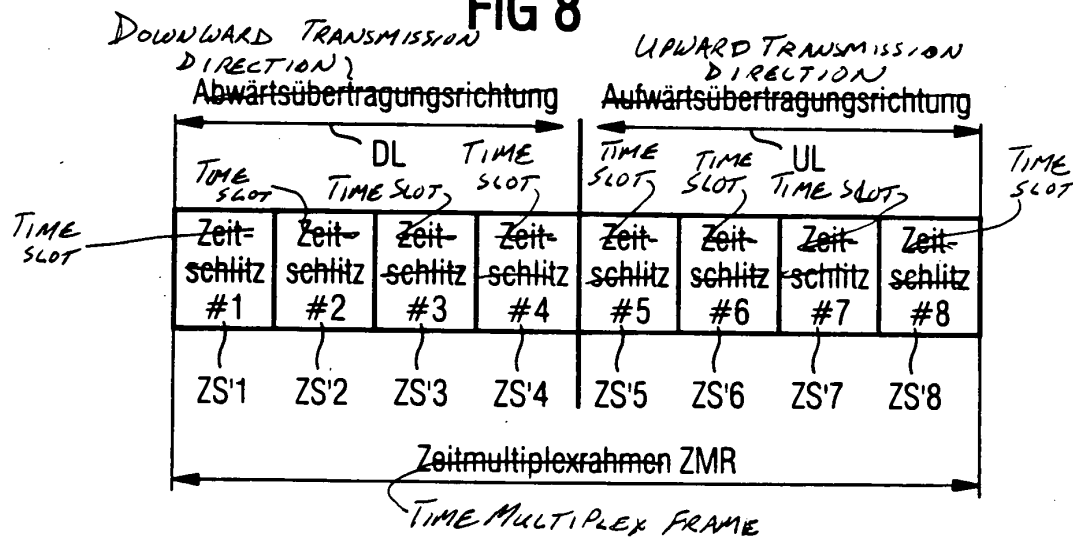 FIG 8
DOWNWARD TRANSMISSION
DIRECTION
UPWARD TRANSMISSION
DIRECTION
Abwärtsübertragungsrichtung
Aufwärtsübertragungsrichtung
DL
UL
TIME SLOT
TIME SLOT
TIME SLOT
TIME SLOT
TIME SLOT
TIME SLOT
TIME SLOT
TIME SLOT
Zeit- Zeit- Zeit- Zeit- Zeit- Zeit- Zeit- Zeit-
schlitz schlitz schlitz schlitz schlitz schlitz schlitz schlitz
#1 #2 #3 #4 #5 #6 #7 #8
ZS'1 ZS'2 ZS'3 ZS'4 ZS'5 ZS'6 ZS'7 ZS'8
Zeitmultiplexrahmen ZMR
TIME MULTIPLEX FRAME